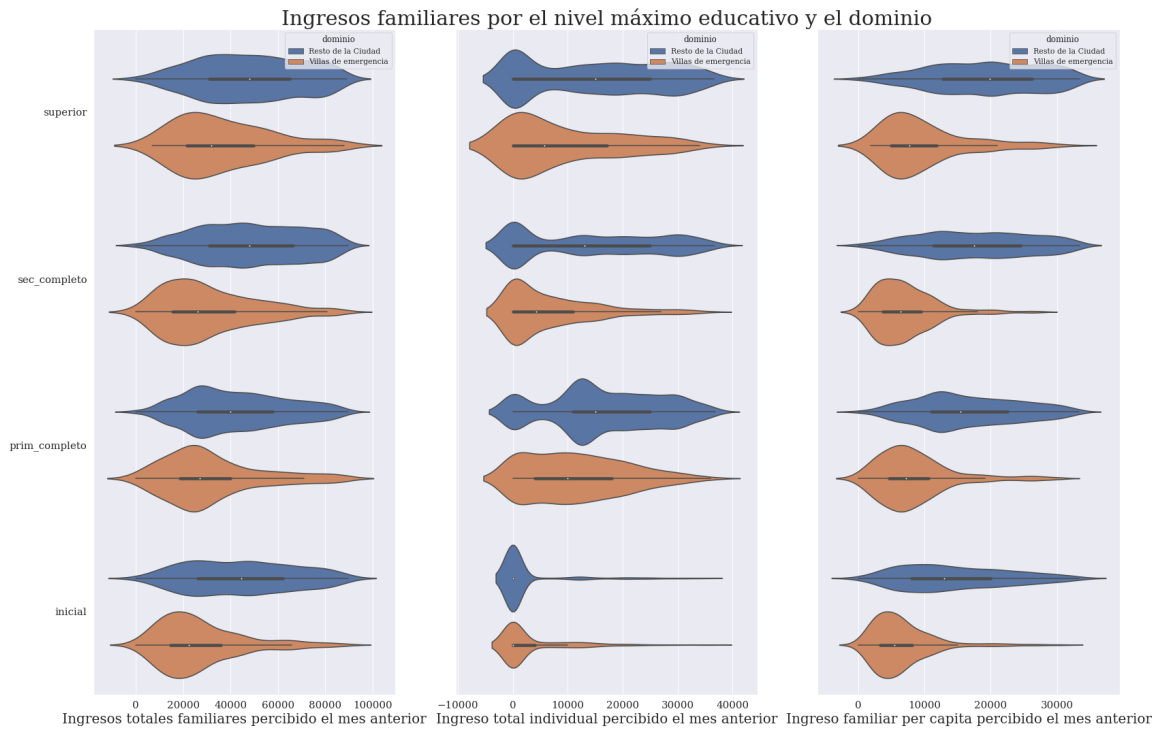 Ingresos familiares por el nivel máximo educativo y el dominio
dominio
Resto de la Ciudad
Villas de emergencia
dominio
Resto de la Ciudad
Villas de emergencia
dominio
Resto de la Ciudad
Villas de emergencia
superior
sec_completo
prim_completo
inicial
0 20000 40000 60000 80000 100000
−10000 0 10000 20000 30000 40000
0 10000 20000 30000
Ingresos totales familiares percibido el mes anterior
Ingreso total individual percibido el mes anterior
Ingreso familiar per capita percibido el mes anterior